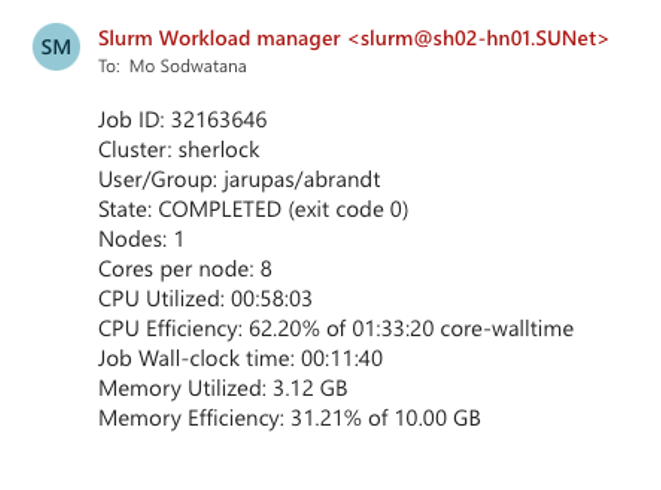 SM
Slurm Workload manager <slurm@sh02-hn01.SUNet>
To: Mo Sodwatana
Job ID: 32163646
Cluster: sherlock
User/Group: jarupas/abrandt
State: COMPLETED (exit code 0)
Nodes: 1
Cores per node: 8
CPU Utilized: 00:58:03
CPU Efficiency: 62.20% of 01:33:20 core-walltime
Job Wall-clock time: 00:11:40
Memory Utilized: 3.12 GB
Memory Efficiency: 31.21% of 10.00 GB